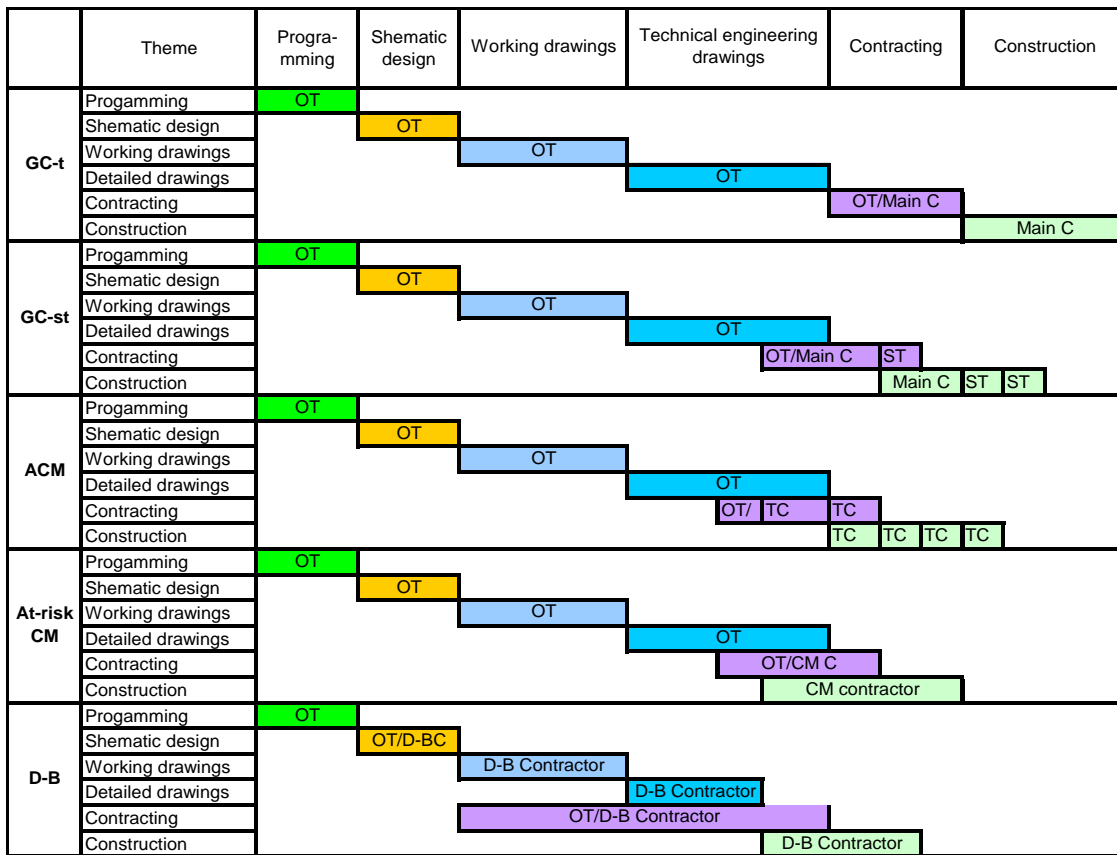 Theme Progra-mming Shematic design Working drawings Technical engineering drawings Contracting Construction
GC-t
Progamming OT
Shematic design OT
Working drawings OT
Detailed drawings OT
Contracting OT/Main C
Construction Main C
GC-st
Progamming OT
Shematic design OT
Working drawings OT
Detailed drawings OT
Contracting OT/Main C ST
Construction Main C ST ST
ACM
Progamming OT
Shematic design OT
Working drawings OT
Detailed drawings OT
Contracting OT/ TC TC
Construction TC TC TC TC
At-risk CM
Progamming OT
Shematic design OT
Working drawings OT
Detailed drawings OT
Contracting OT/CM C
Construction CM contractor
D-B
Progamming OT
Shematic design OT/D-BC
Working drawings D-B Contractor
Detailed drawings D-B Contractor
Contracting OT/D-B Contractor
Construction D-B Contractor